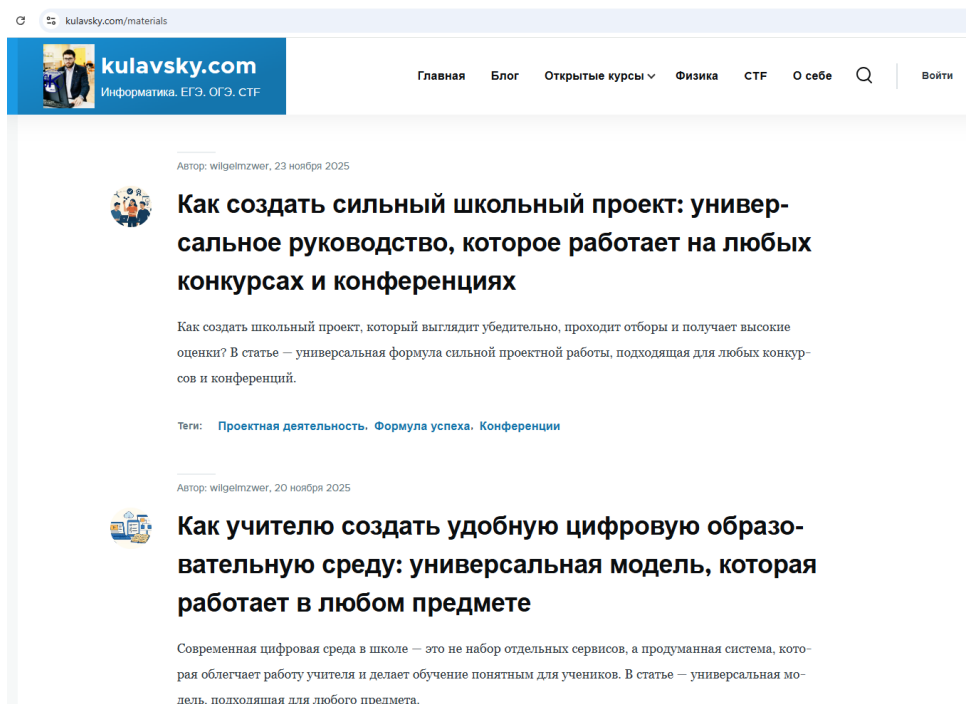 kulavsky.com/materials
kulavsky.com
Информатика. ЕГЭ. ОГЭ. CTF
Главная Блог Открытые курсы Физика CTF О себе Войти
Автор: wilgelmzwer, 23 ноября 2025
Как создать сильный школьный проект: универ-
сальное руководство, которое работает на любых
конкурсах и конференциях
Как создать школьный проект, который выглядит убедительно, проходит отборы и получает высокие
оценки? В статье — универсальная формула сильной проектной работы, подходящая для любых конкур-
сов и конференций.
Теги: Проектная деятельность, Формула успеха, Конференции
Автор: wilgelmzwer, 20 ноября 2025
Как учителю создать удобную цифровую образо-
вательную среду: универсальная модель, которая
работает в любом предмете
Современная цифровая среда в школе — это не набор отдельных сервисов, а продуманная система, кото-
рая облегчает работу учителя и делает обучение понятным для учеников. В статье — универсальная мо-
дель, подходящая для любого предмета.